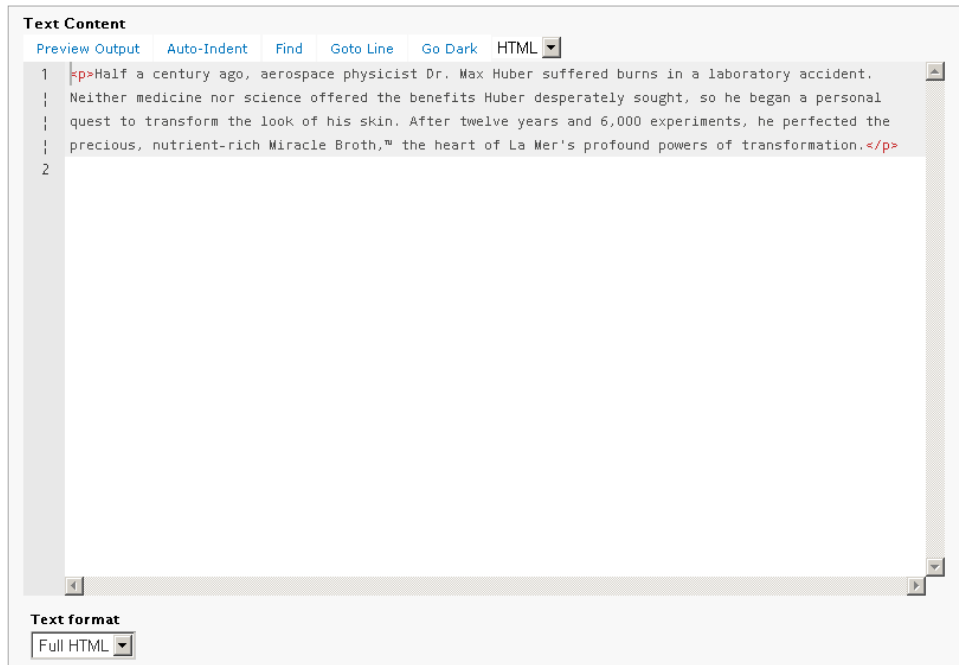 Text Content
Preview Output Auto-Indent Find Goto Line Go Dark HTML
1 <p>Half a century ago, aerospace physicist Dr. Max Huber suffered burns in a laboratory accident.
¦ Neither medicine nor science offered the benefits Huber desperately sought, so he began a personal
¦ quest to transform the look of his skin. After twelve years and 6,000 experiments, he perfected the
¦ precious, nutrient-rich Miracle Broth,™ the heart of La Mer's profound powers of transformation.</p>
2
Text format
Full HTML